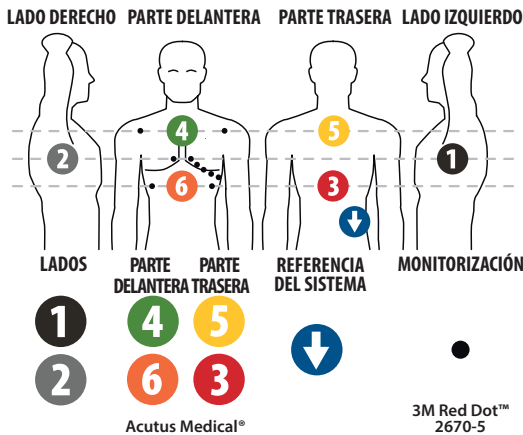 LADO DERECHO PARTE DELANTERA PARTE TRASERA LADO IZQUIERDO
4 5
2 1
6 3
LADOS PARTE DELANTERA PARTE TRASERA REFERENCIA DEL SISTEMA MONITORIZACIÓN
1 4 5
2 6 3
Acutus Medical®
3M Red Dot™
2670-5